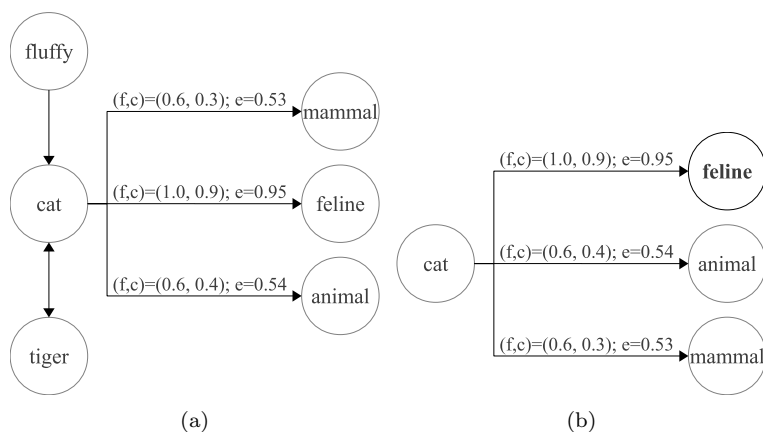 fluffy
(f,c)=(0.6, 0.3); e=0.53
mammal
cat
(f,c)=(1.0, 0.9); e=0.95
feline
(f,c)=(0.6, 0.4); e=0.54
animal
tiger
(a)
(f,c)=(1.0, 0.9); e=0.95
feline
cat
(f,c)=(0.6, 0.4); e=0.54
animal
(f,c)=(0.6, 0.3); e=0.53
mammal
(b)